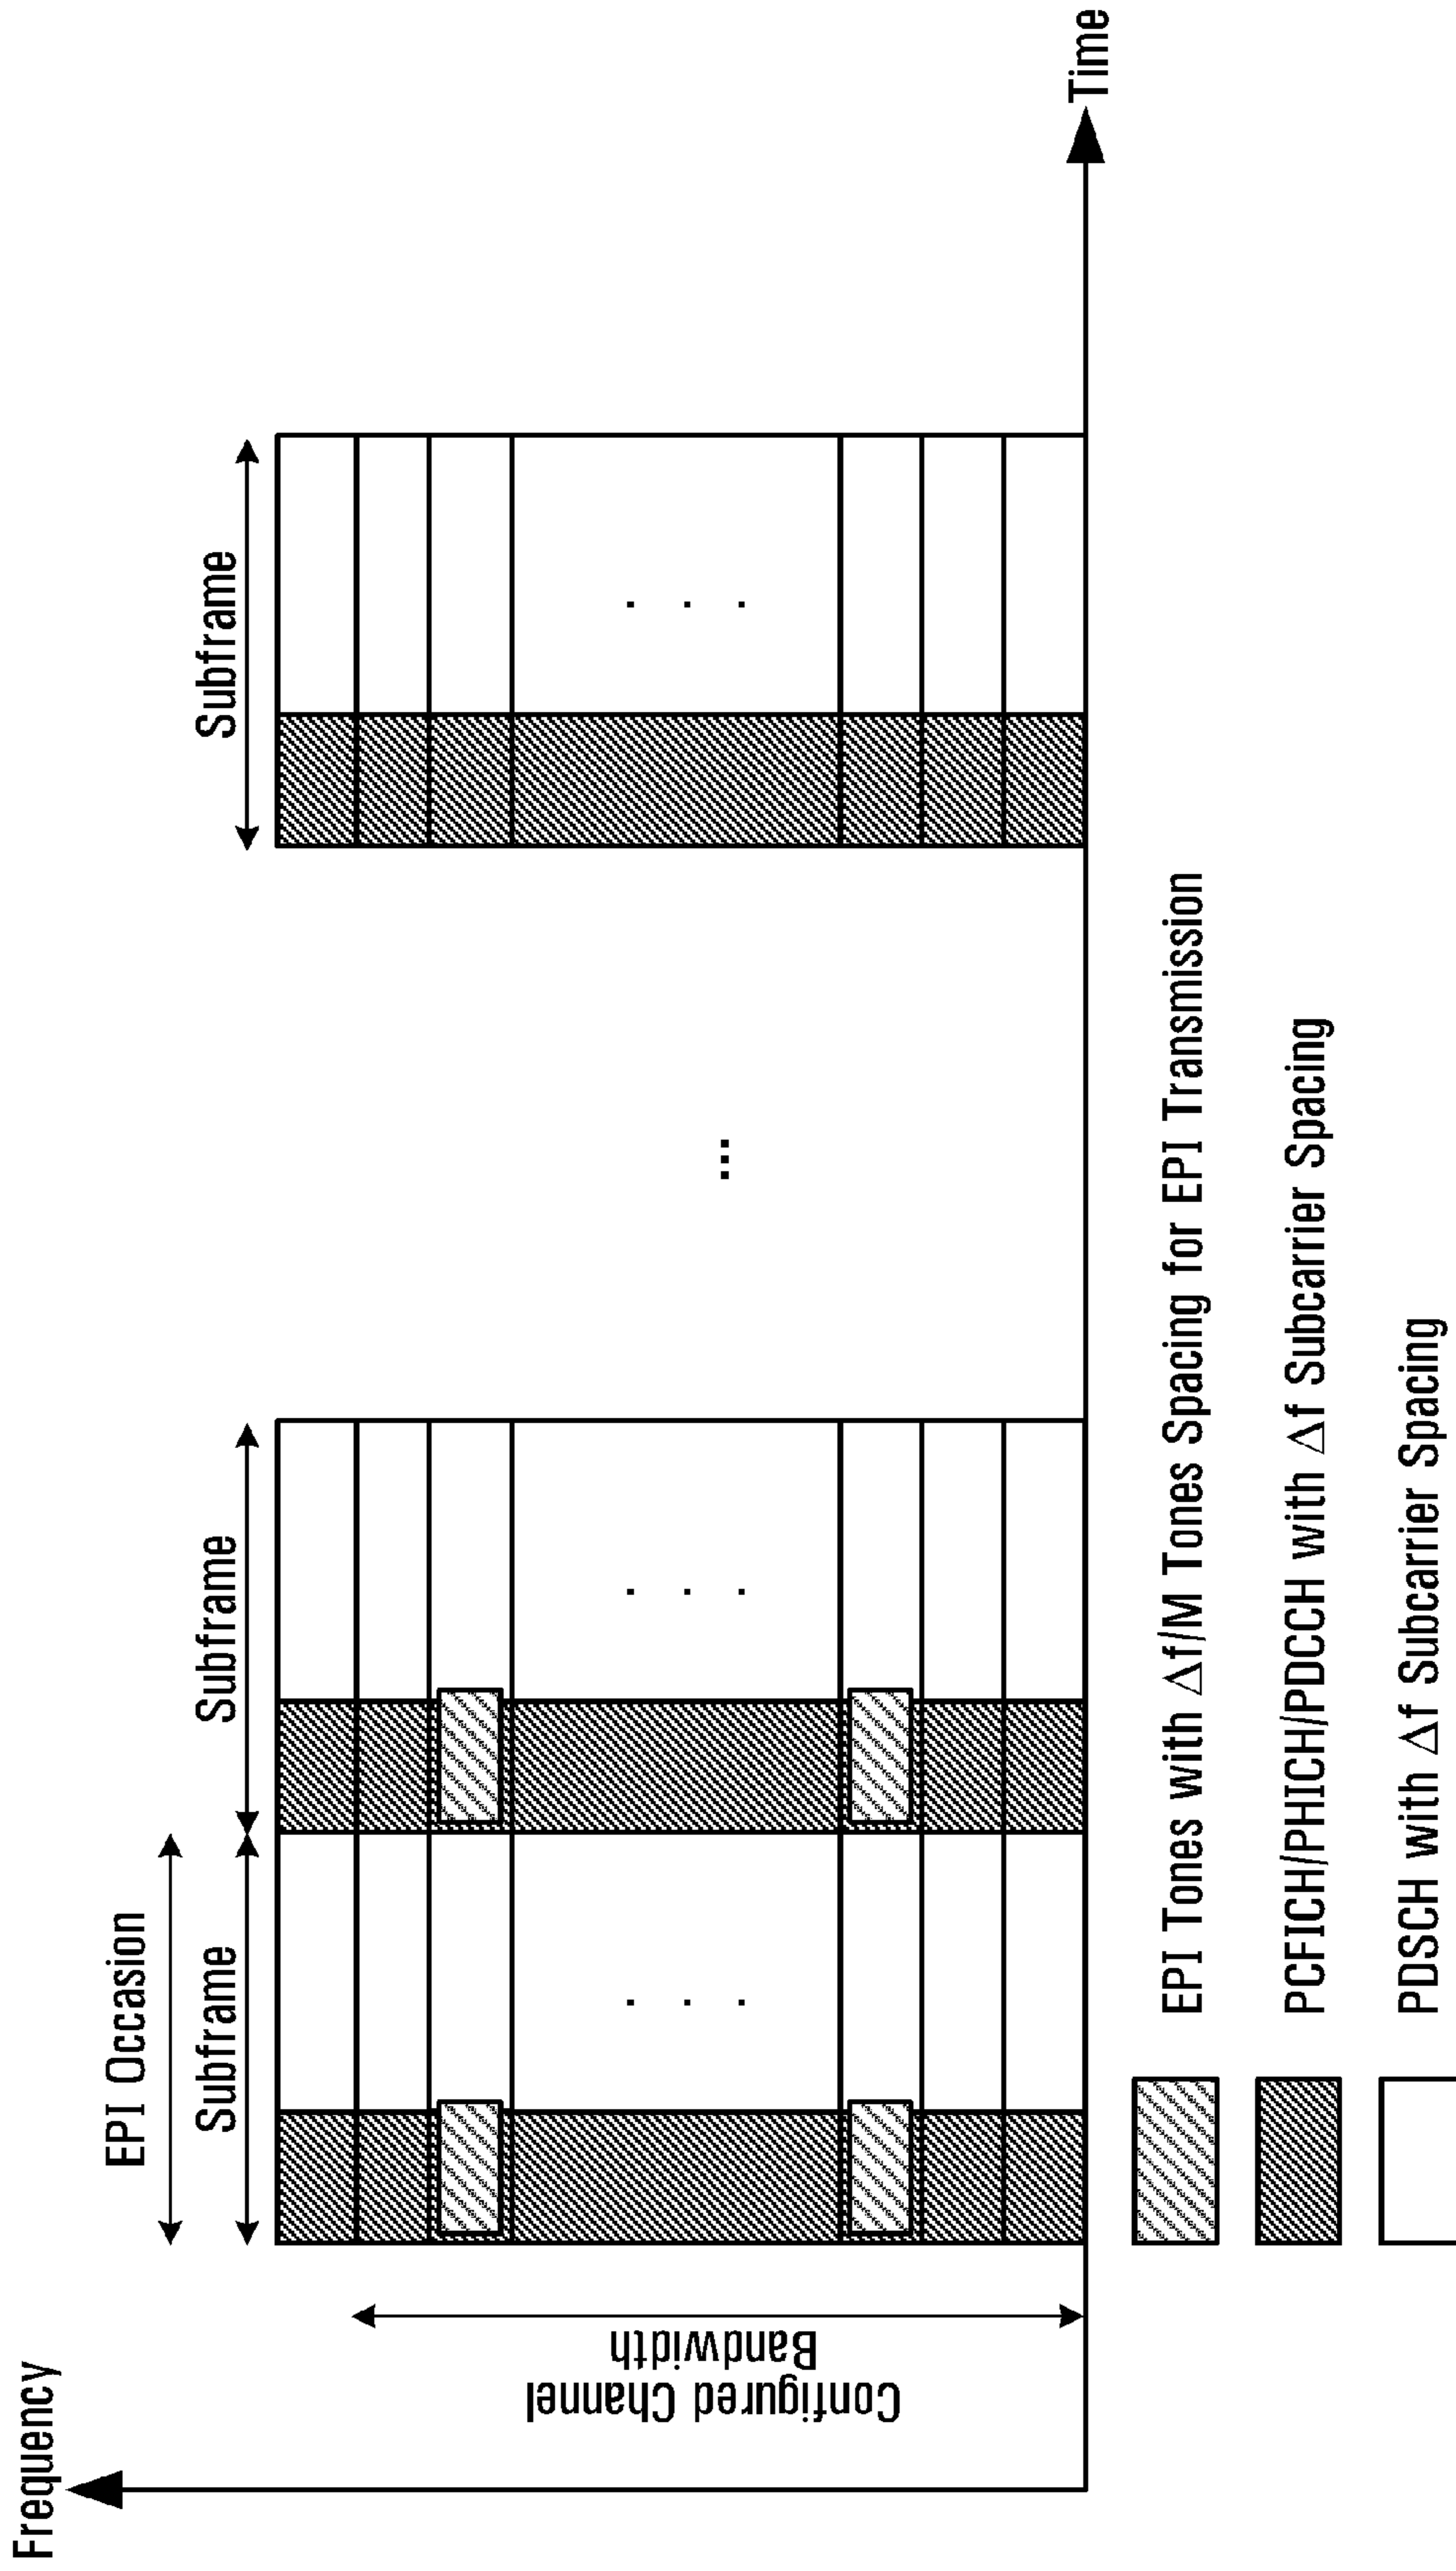 Frequency
EPI Occasion
Subframe
Subframe
Subframe
Configured Channel
Bandwidth
. . .
. . .
...
. . .
Time
EPI Tones with Δf/M Tones Spacing for EPI Transmission
PCFICH/PHICH/PDCCH with Δf Subcarrier Spacing
PDSCH with Δf Subcarrier Spacing